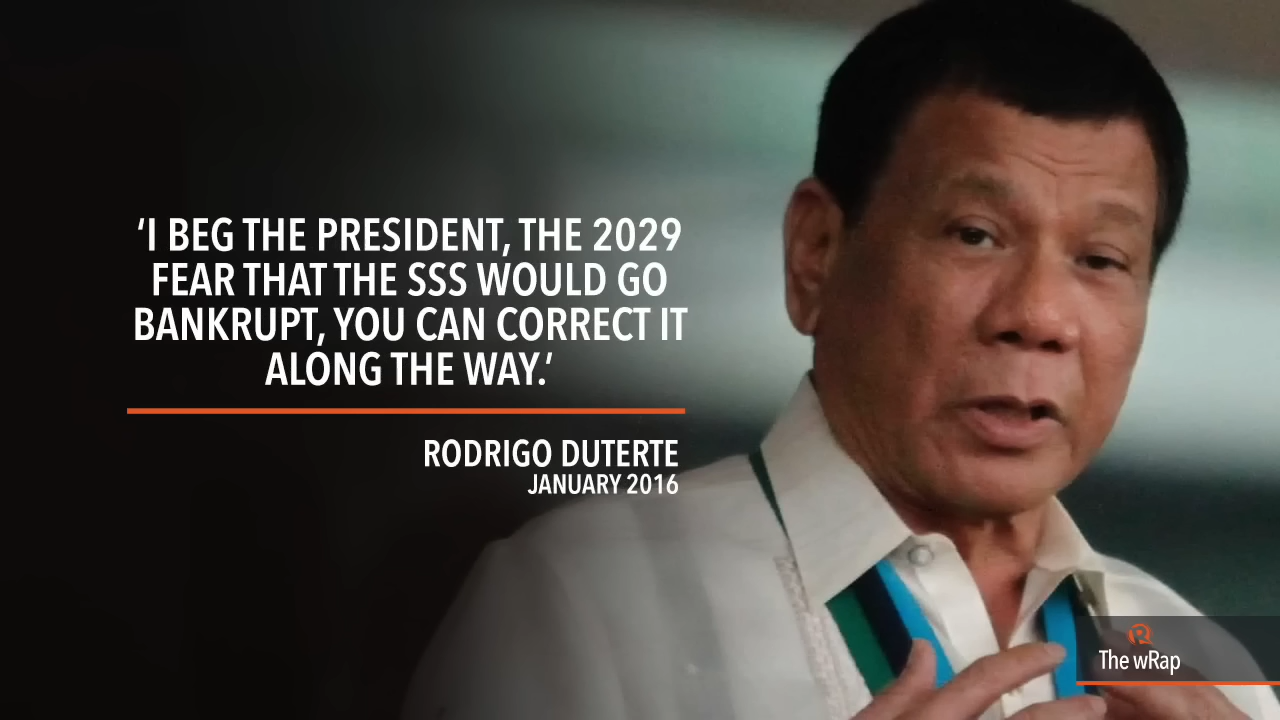 ‘I BEG THE PRESIDENT, THE 2029
FEAR THAT THE SSS WOULD GO
BANKRUPT, YOU CAN CORRECT IT
ALONG THE WAY.’
RODRIGO DUTERTE
JANUARY 2016
The wRap